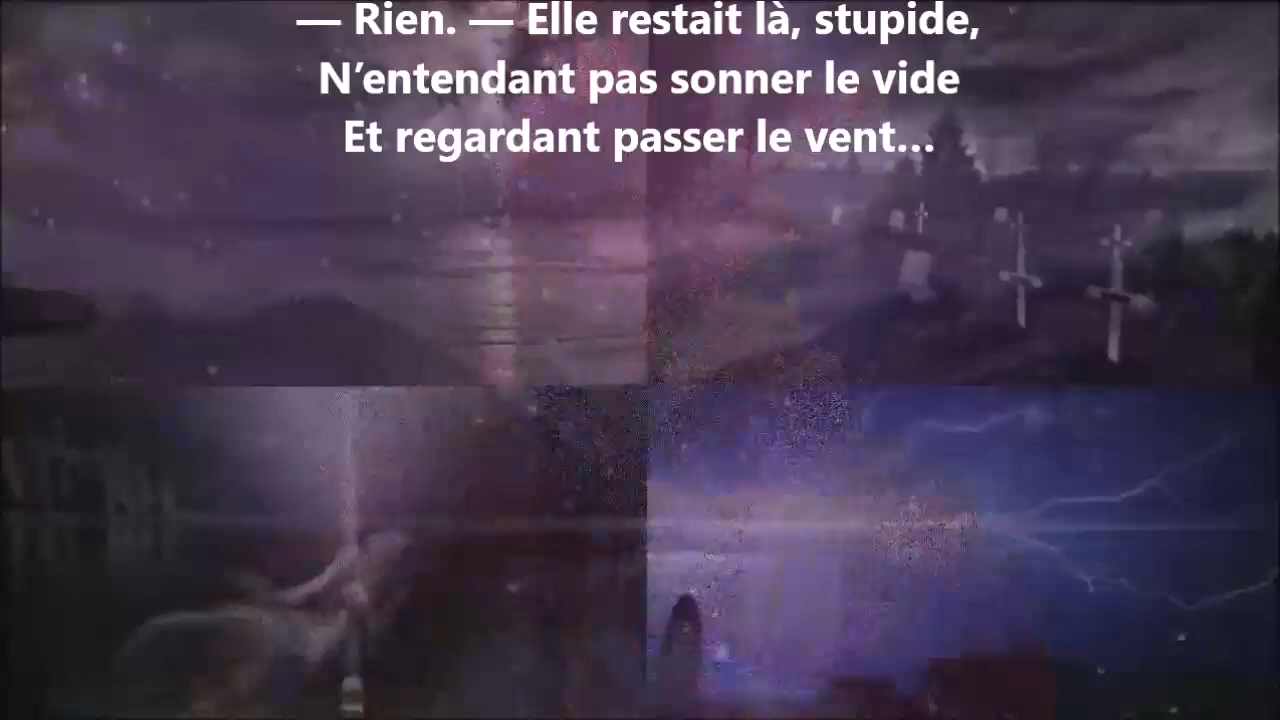 — Rien. — Elle restait là, stupide,
N’entendant pas sonner le vide
Et regardant passer le vent…